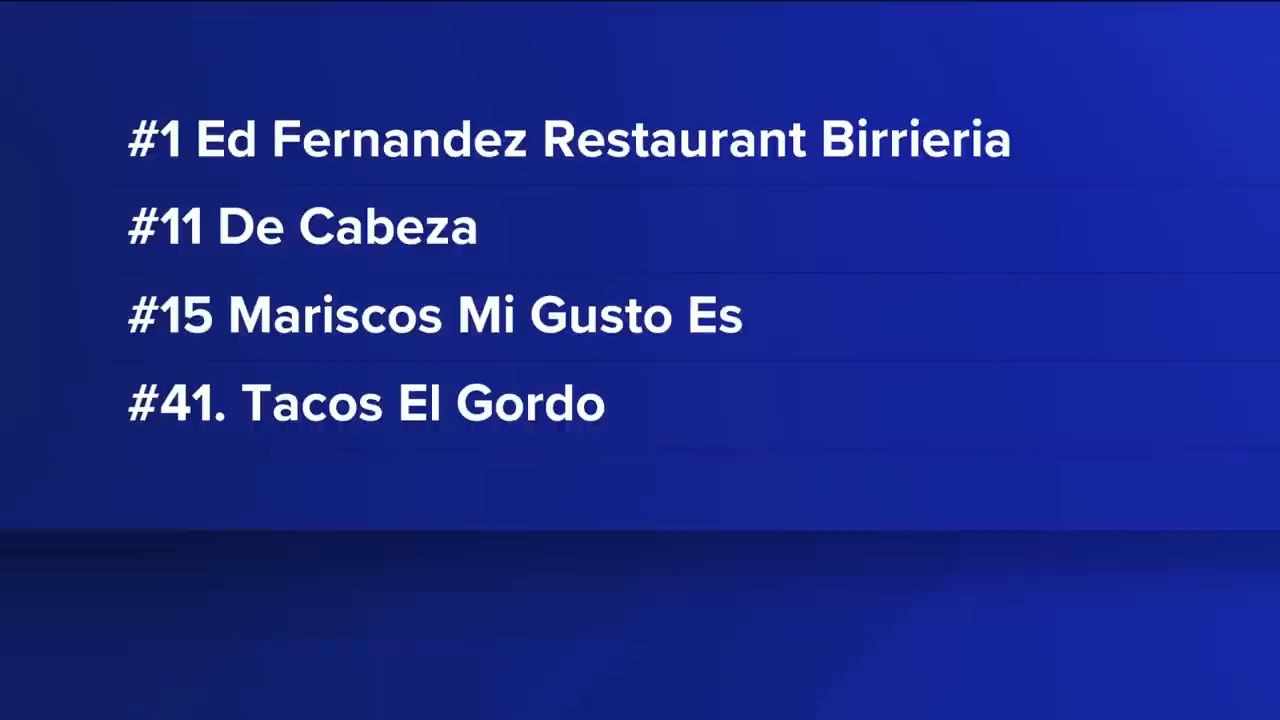 #1 Ed Fernandez Restaurant Birrieria
#11 De Cabeza
#15 Mariscos Mi Gusto Es
#41. Tacos El Gordo